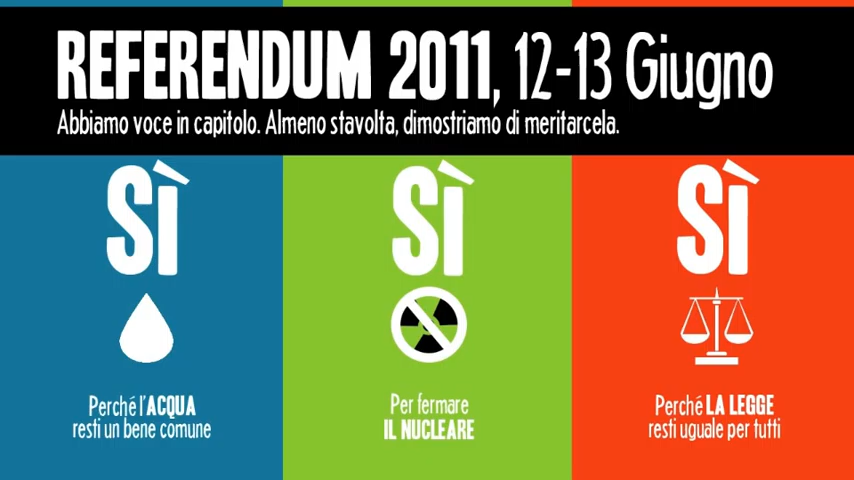 REFERENDUM 2011, 12-13 Giugno
Abbiamo voce in capitolo. Almeno stavolta, dimostriamo di meritarcela.
SÌ
Perché l'ACQUA
resti un bene comune
SÌ
Per fermare
IL NUCLEARE
SÌ
Perché LA LEGGE
resti uguale per tutti